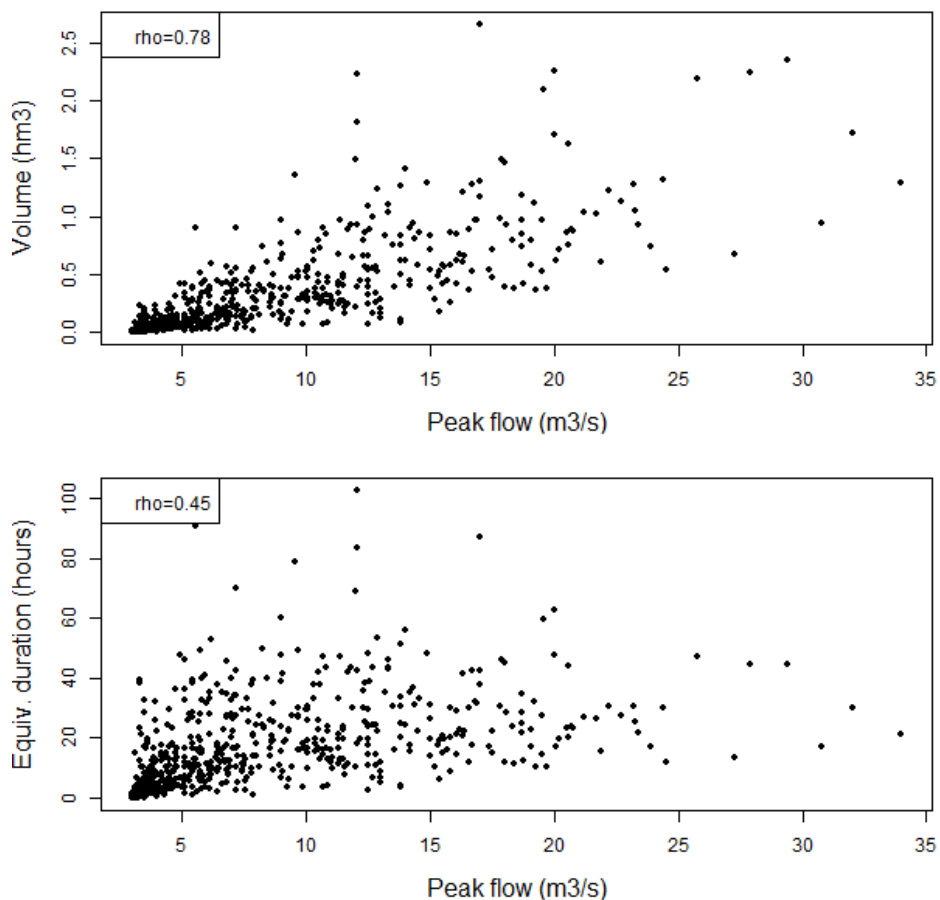 rho=0.78
Volume (hm3)
0.0 0.5 1.0 1.5 2.0 2.5
5 10 15 20 25 30 35
Peak flow (m3/s)
rho=0.45
Equiv. duration (hours)
0 20 40 60 80 100
5 10 15 20 25 30 35
Peak flow (m3/s)